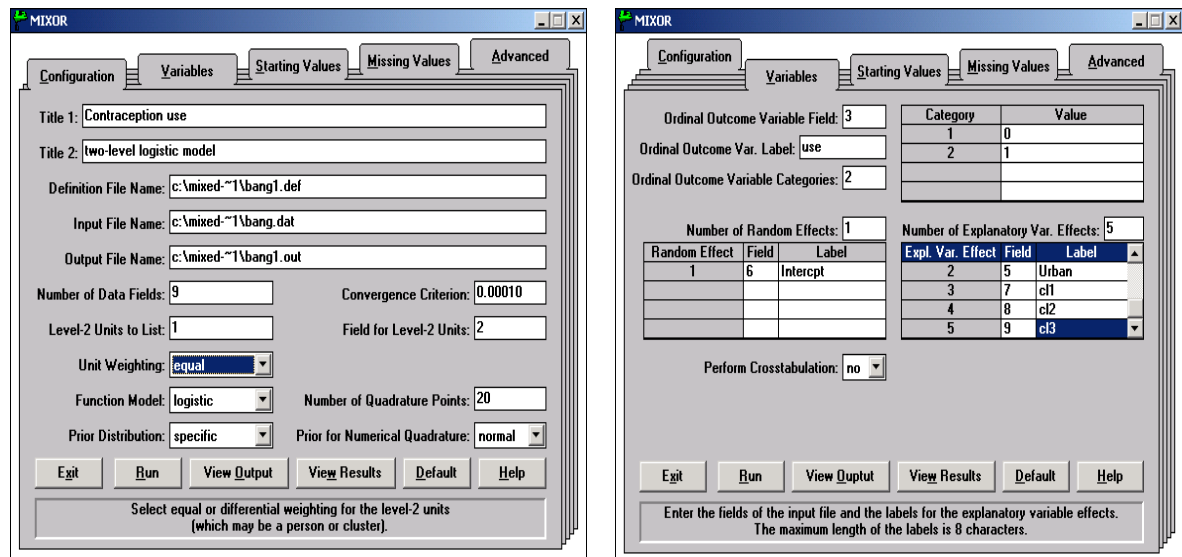 MIXOR
Configuration Variables Starting Values Missing Values Advanced
Title 1: Contraception use
Title 2: two-level logistic model
Definition File Name: c:\mixed-~1\bang1.def
Input File Name: c:\mixed-~1\bang.dat
Output File Name: c:\mixed-~1\bang1.out
Number of Data Fields: 9 Convergence Criterion: 0.00010
Level-2 Units to List: 1 Field for Level-2 Units: 2
Unit Weighting: equal
Function Model: logistic Number of Quadrature Points: 20
Prior Distribution: specific Prior for Numerical Quadrature: normal
Exit Run View Output View Results Default Help
Select equal or differential weighting for the level-2 units
(which may be a person or cluster).
MIXOR
Configuration Variables Starting Values Missing Values Advanced
Ordinal Outcome Variable Field: 3
Ordinal Outcome Var. Label: use
Ordinal Outcome Variable Categories: 2
Category Value
1 0
2 1
Number of Random Effects: 1
Random Effect Field Label
1 6 Intercpt
Number of Explanatory Var. Effects: 5
Expl. Var. Effect Field Label
2 5 Urban
3 7 cl1
4 8 cl2
5 9 cl3
Perform Crosstabulation: no
Exit Run View Ouptut View Results Default Help
Enter the fields of the input file and the labels for the explanatory variable effects.
The maximum length of the labels is 8 characters.